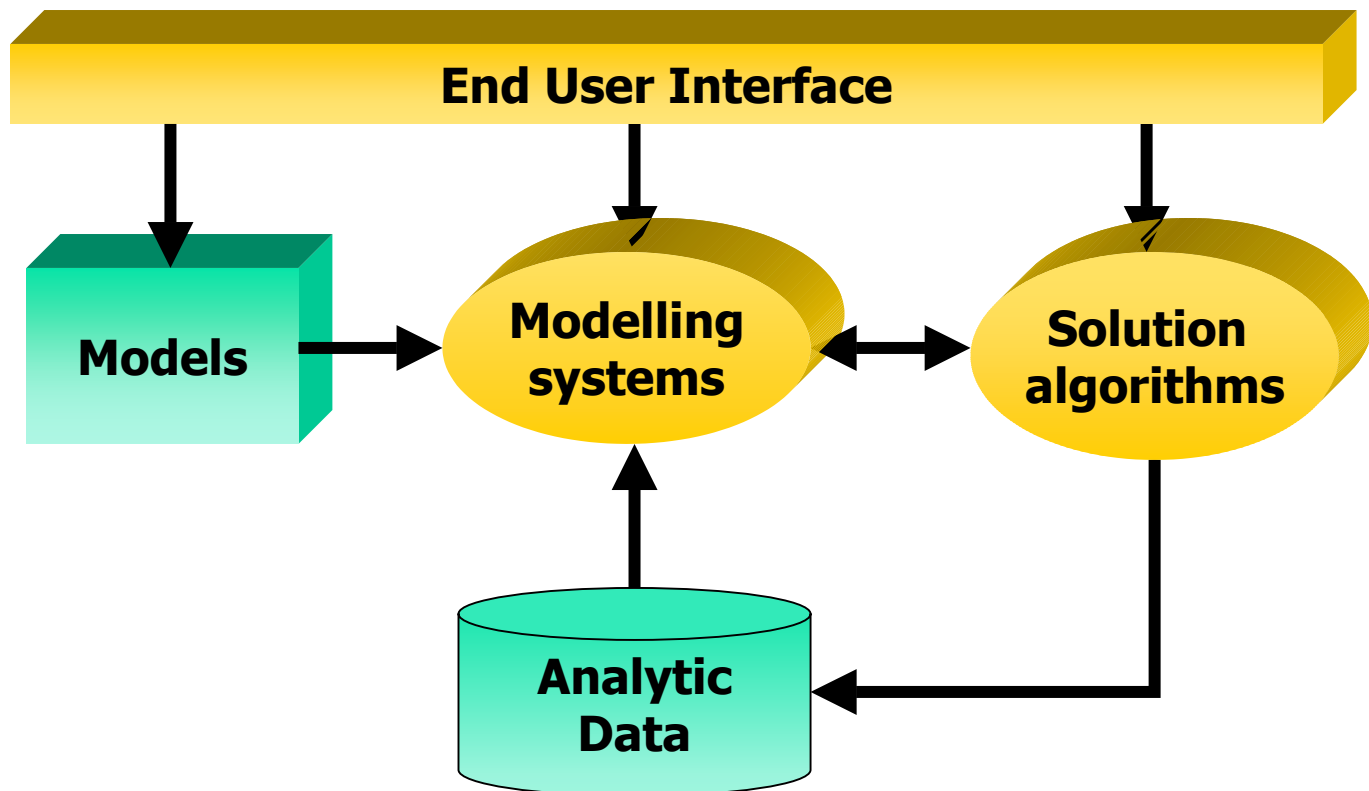 End User Interface
Models
Modelling
systems
Solution
algorithms
Analytic
Data